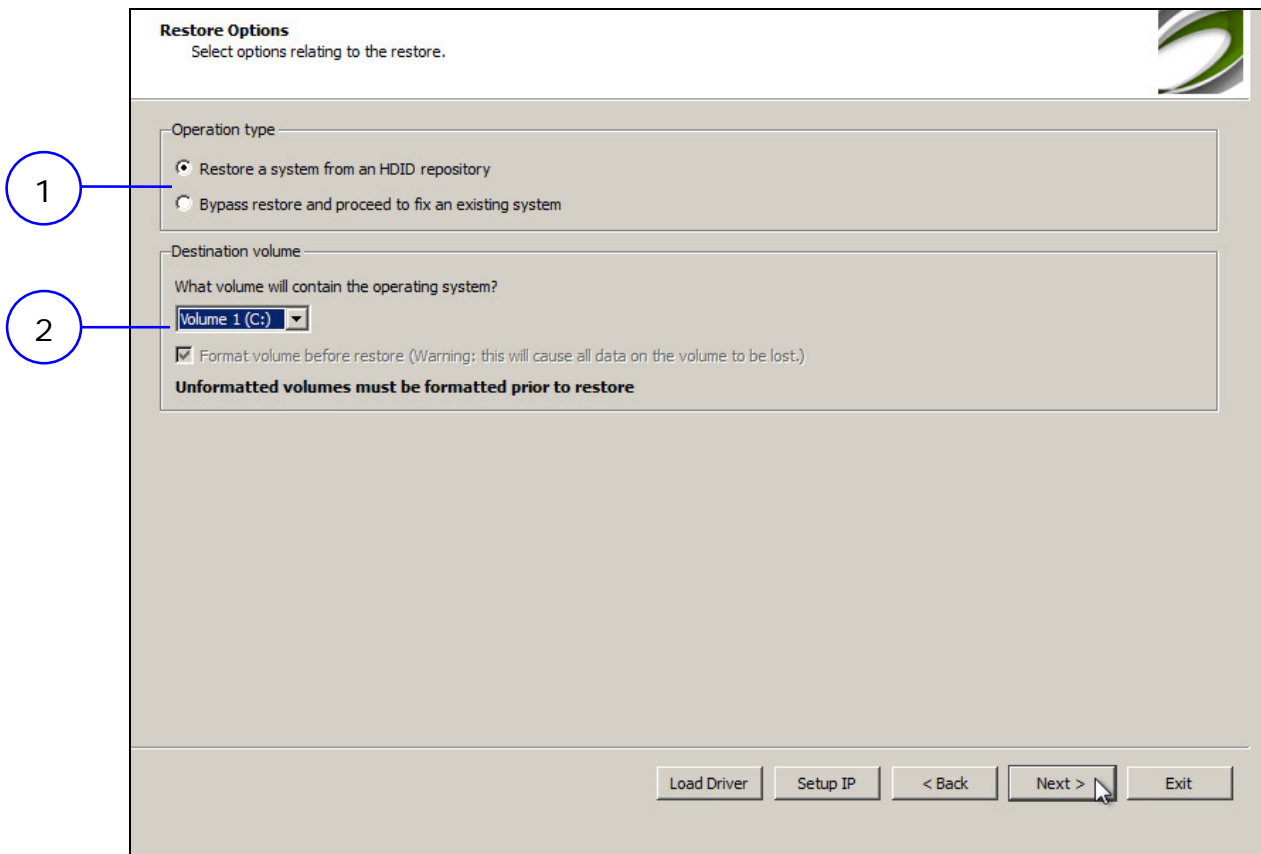 Restore Options
Select options relating to the restore.
Operation type
1
Restore a system from an HDID repository
Bypass restore and proceed to fix an existing system
Destination volume
What volume will contain the operating system?
2
Volume 1 (C:)
Format volume before restore (Warning: this will cause all data on the volume to be lost.)
Unformatted volumes must be formatted prior to restore
Load Driver
Setup IP
< Back
Next >
Exit